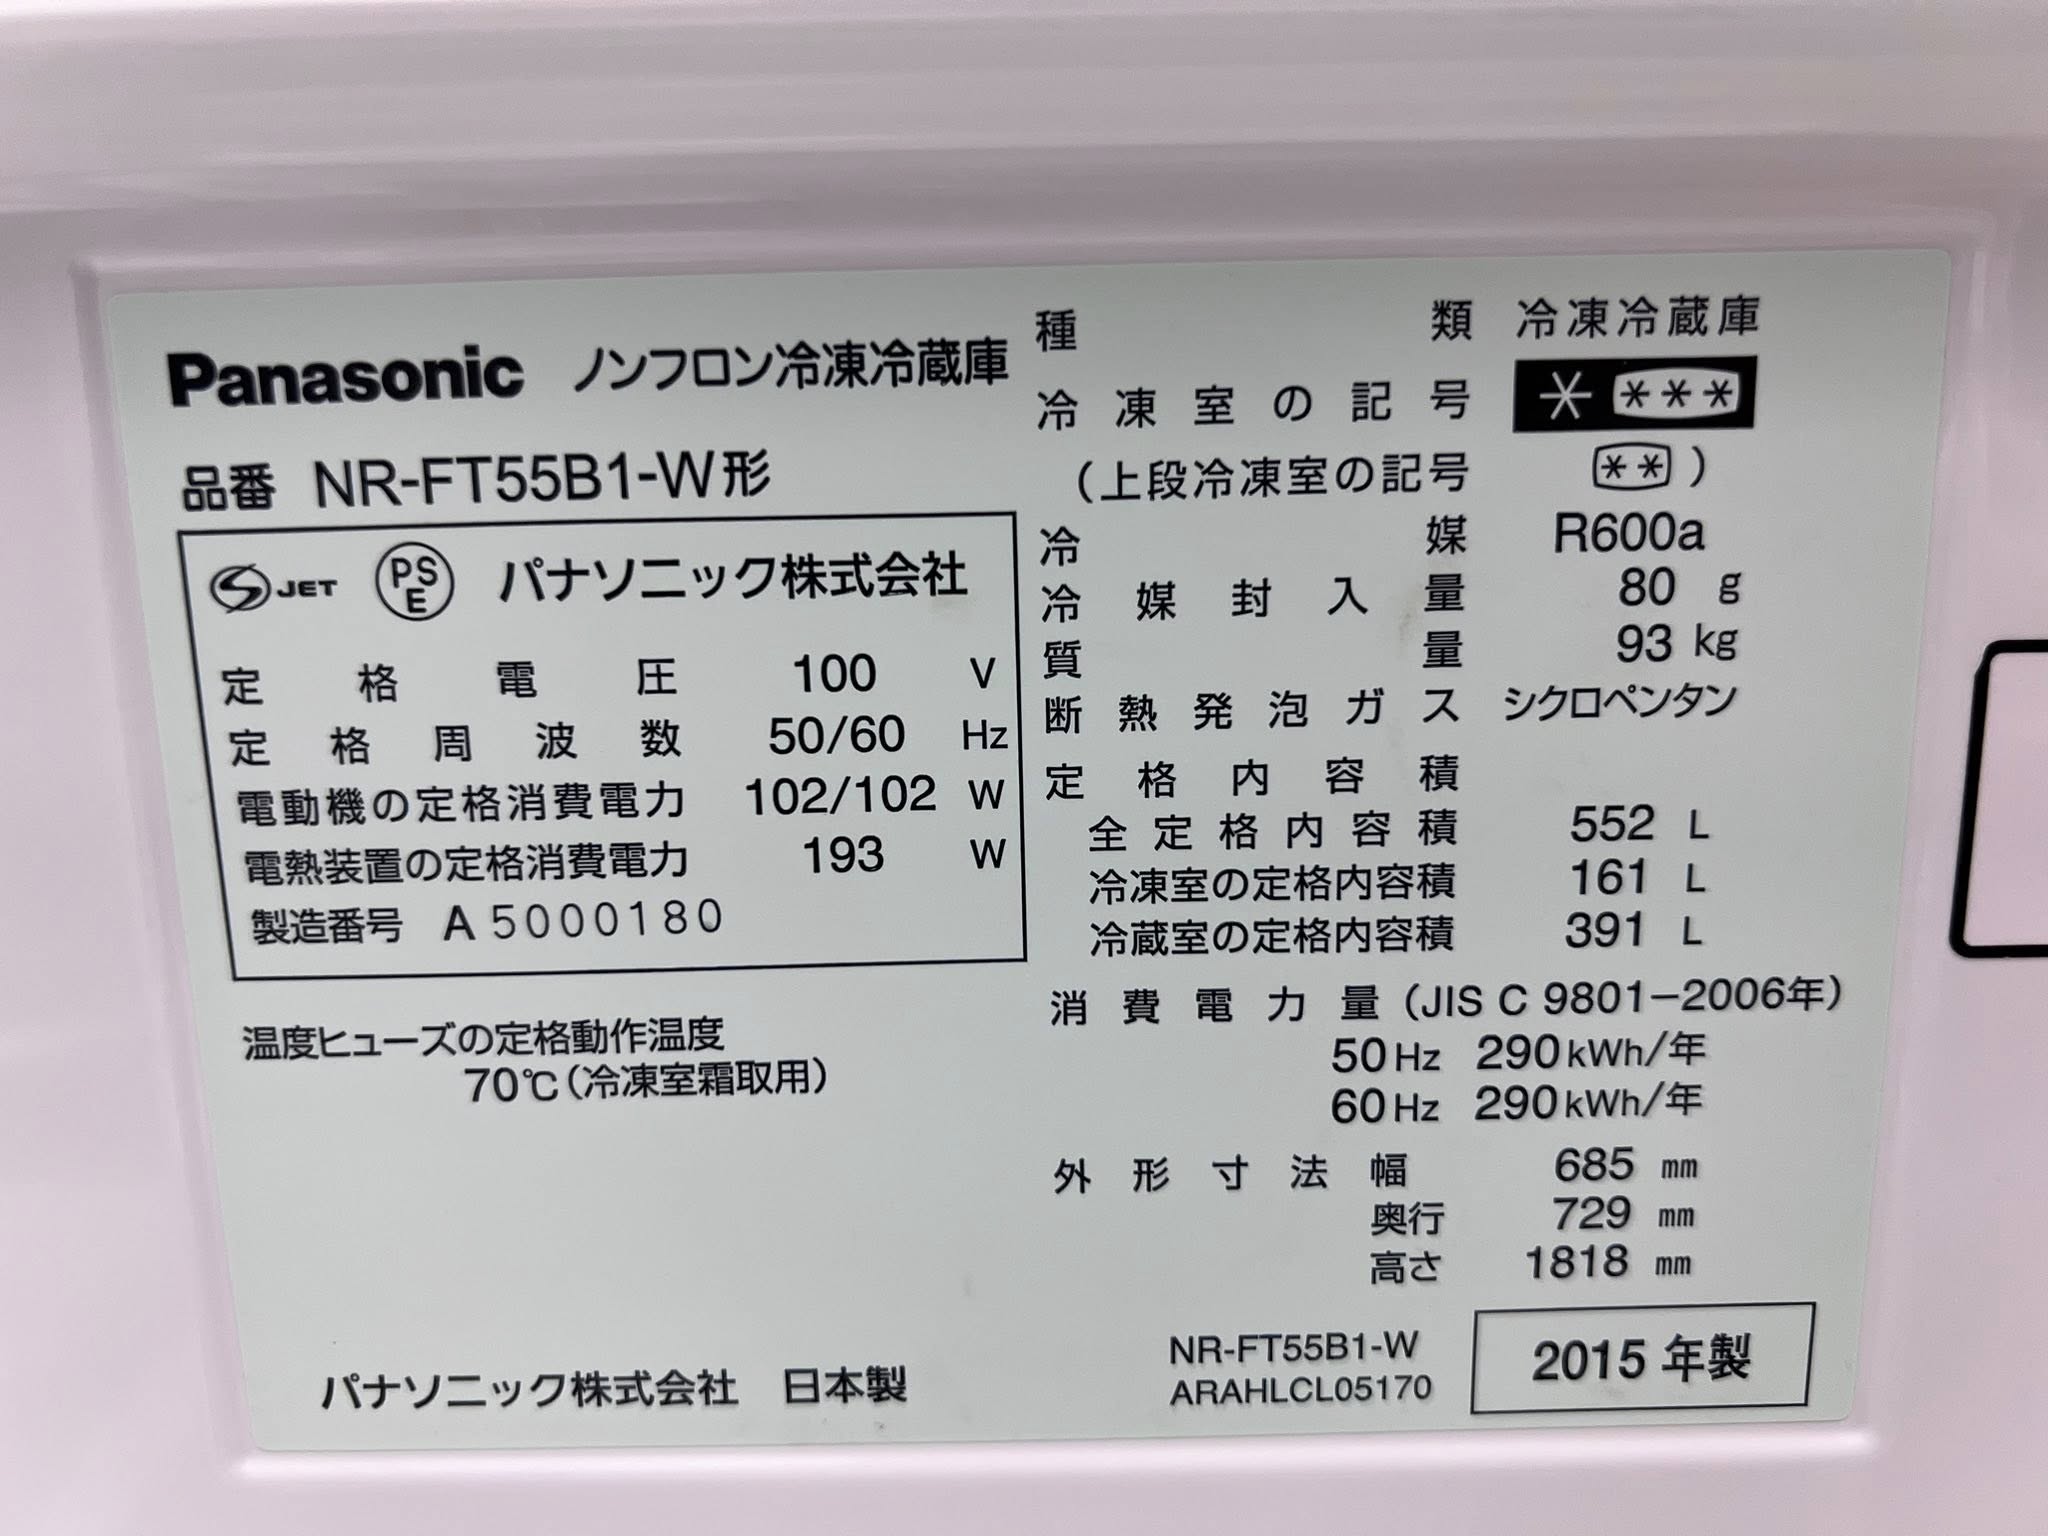 Panasonic ノンフロン冷凍冷蔵庫
品番 NR-FT55B1-W形
JET PSE パナソニック株式会社
定格電圧 100 V
定格周波数 50/60 Hz
電動機の定格消費電力 102/102 W
電熱装置の定格消費電力 193 W
製造番号 A 5000180
温度ヒューズの定格動作温度
70℃(冷凍室霜取用)
パナソニック株式会社 日本製
種類 冷凍冷蔵庫
冷凍室の記号 * ***
(上段冷凍室の記号 **)
冷媒 R600a
冷媒封入量 80 g
質量 93 kg
断熱発泡ガス シクロペンタン
定格内容積
全定格内容積 552 L
冷凍室の定格内容積 161 L
冷蔵室の定格内容積 391 L
消費電力量(JIS C 9801-2006年)
50Hz 290kWh/年
60Hz 290kWh/年
外形寸法 幅 685 mm
奥行 729 mm
高さ 1818 mm
NR-FT55B1-W
ARAHLCL05170
2015 年製